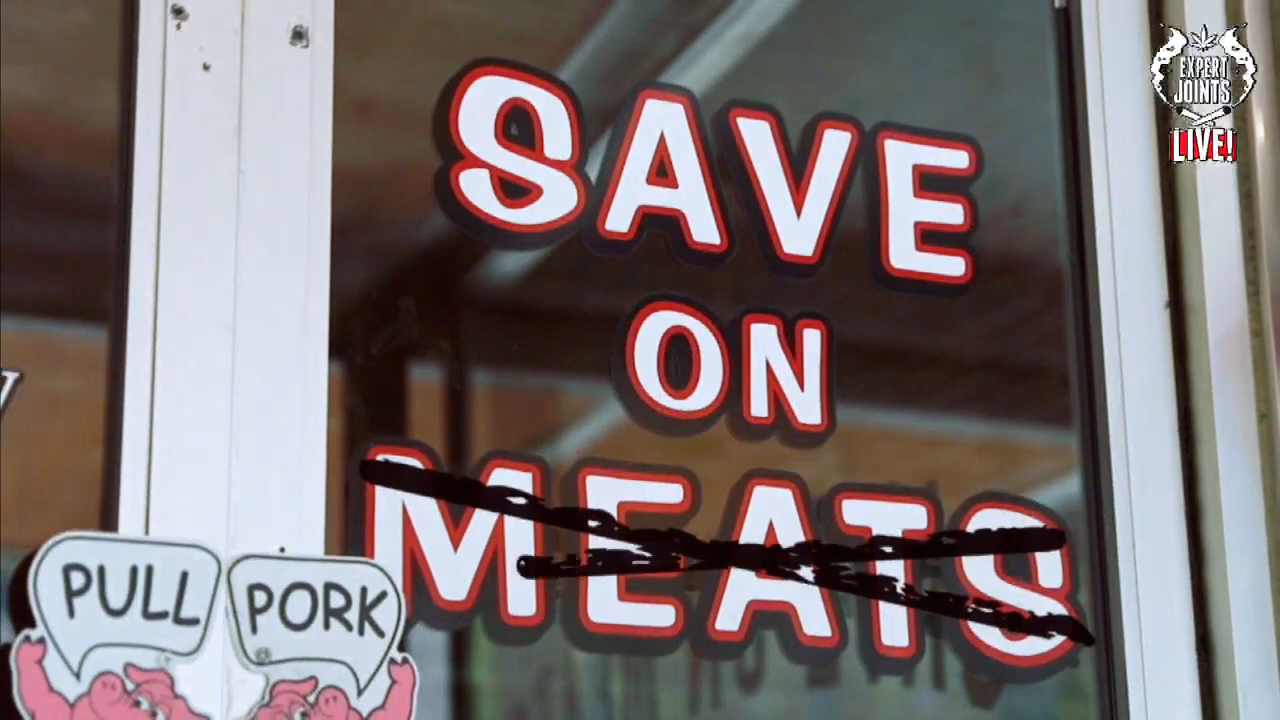 EXPERT
JOINTS
LIVE!
SAVE
ON
MEATS
PULL
PORK